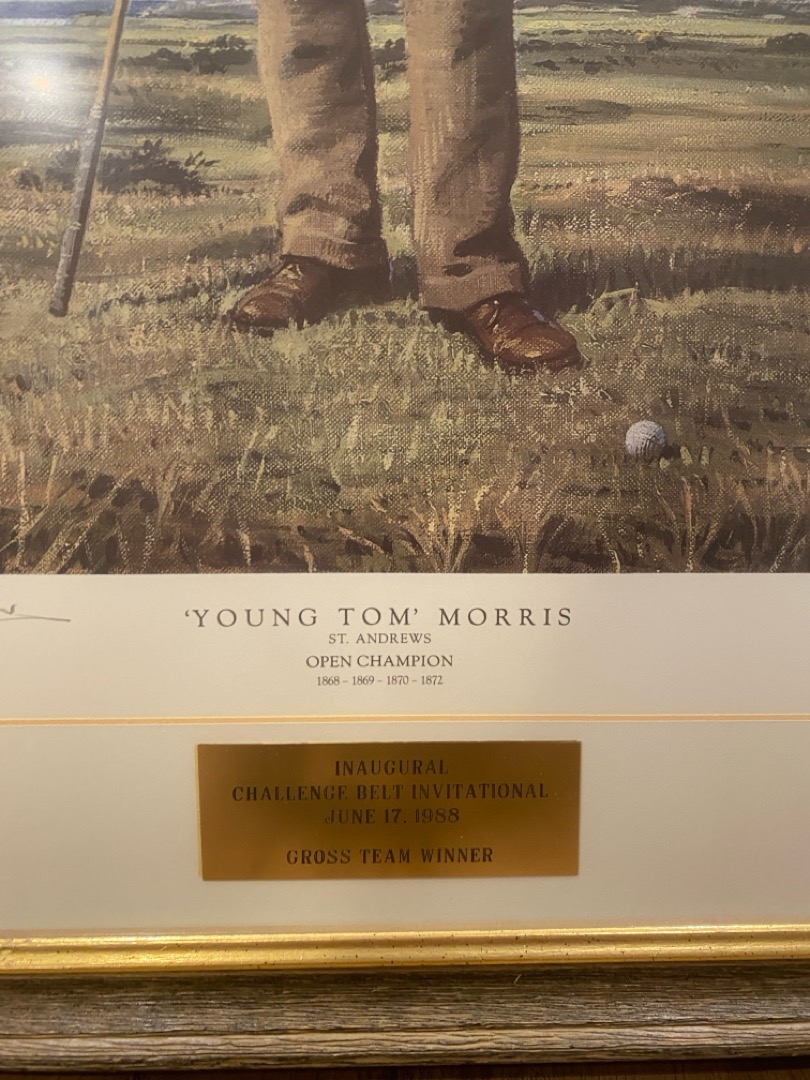 ‘YOUNG TOM’ MORRIS
ST. ANDREWS
OPEN CHAMPION
1868 – 1869 – 1870 – 1872
INAUGURAL
CHALLENGE BELT INVITATIONAL
JUNE 17, 1988
GROSS TEAM WINNER